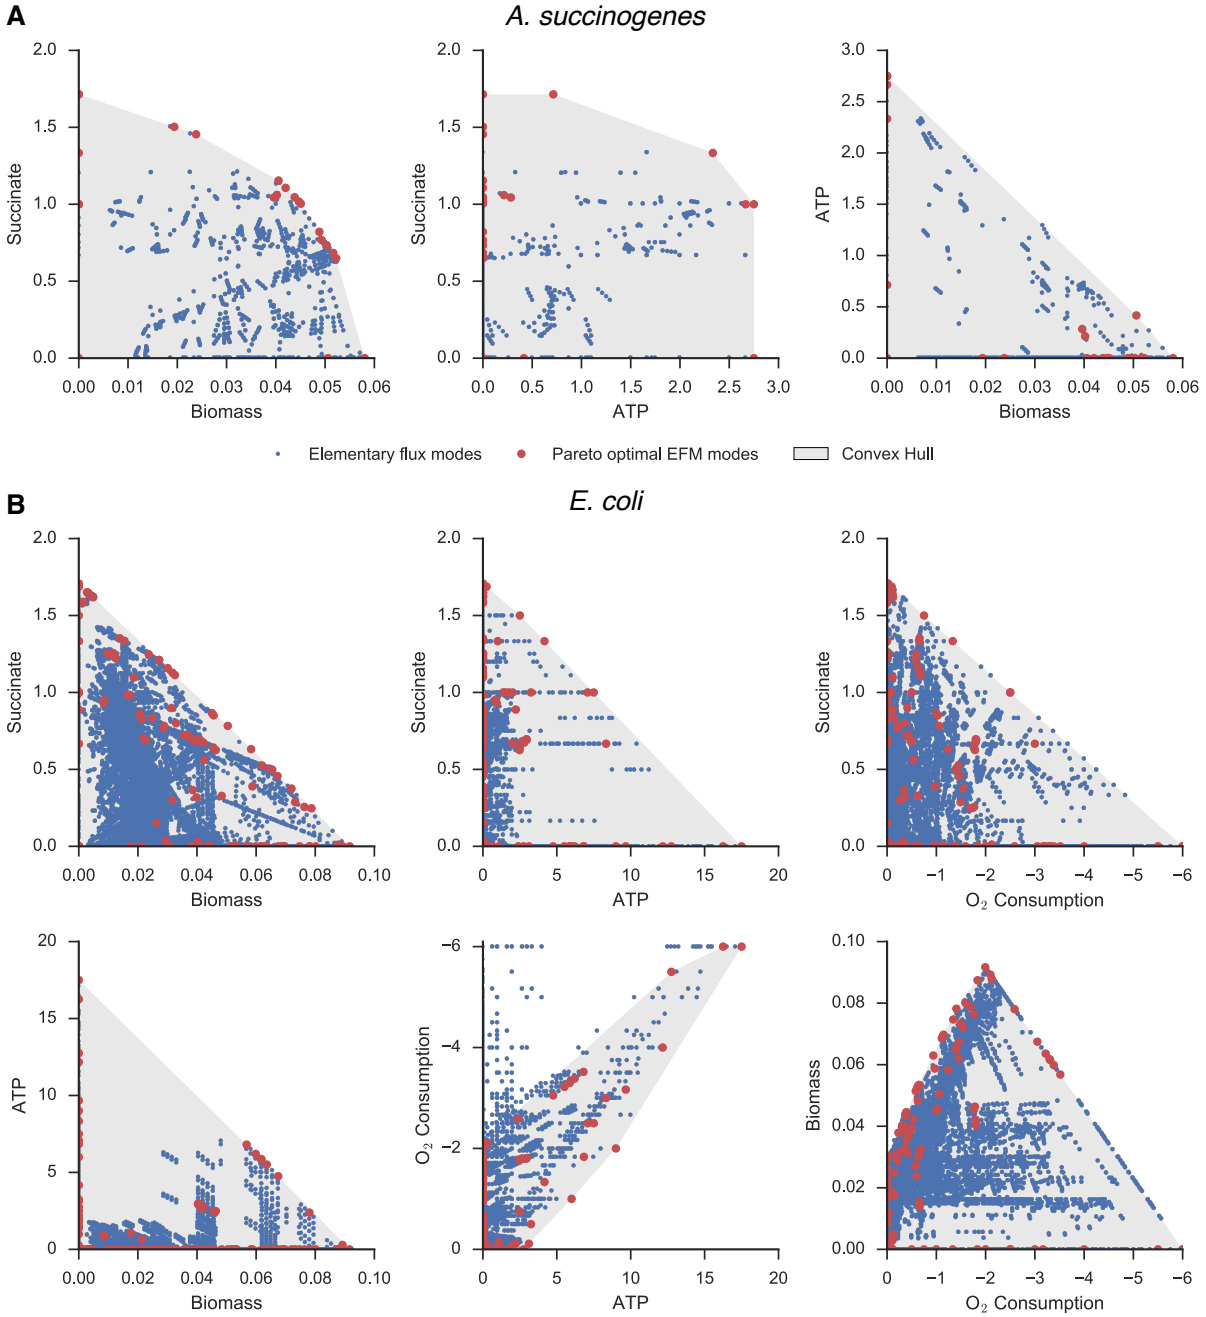 A
A. succinogenes
2.0
1.5
1.0
0.5
0.0
Succinate
0.00 0.01 0.02 0.03 0.04 0.05 0.06
Biomass
2.0
1.5
1.0
0.5
0.0
Succinate
0.0 0.5 1.0 1.5 2.0 2.5 3.0
ATP
3.0
2.5
2.0
1.5
1.0
0.5
0.0
ATP
0.00 0.01 0.02 0.03 0.04 0.05 0.06
Biomass
Elementary flux modes Pareto optimal EFM modes Convex Hull
B
E. coli
2.0
1.5
1.0
0.5
0.0
Succinate
0.00 0.02 0.04 0.06 0.08 0.10
Biomass
2.0
1.5
1.0
0.5
0.0
Succinate
0 5 10 15 20
ATP
2.0
1.5
1.0
0.5
0.0
Succinate
0 −1 −2 −3 −4 −5 −6
O₂ Consumption
20
15
10
5
0
ATP
0.00 0.02 0.04 0.06 0.08 0.10
Biomass
−6
−4
−2
0
O₂ Consumption
0 5 10 15 20
ATP
0.10
0.08
0.06
0.04
0.02
0.00
Biomass
0 −1 −2 −3 −4 −5 −6
O₂ Consumption